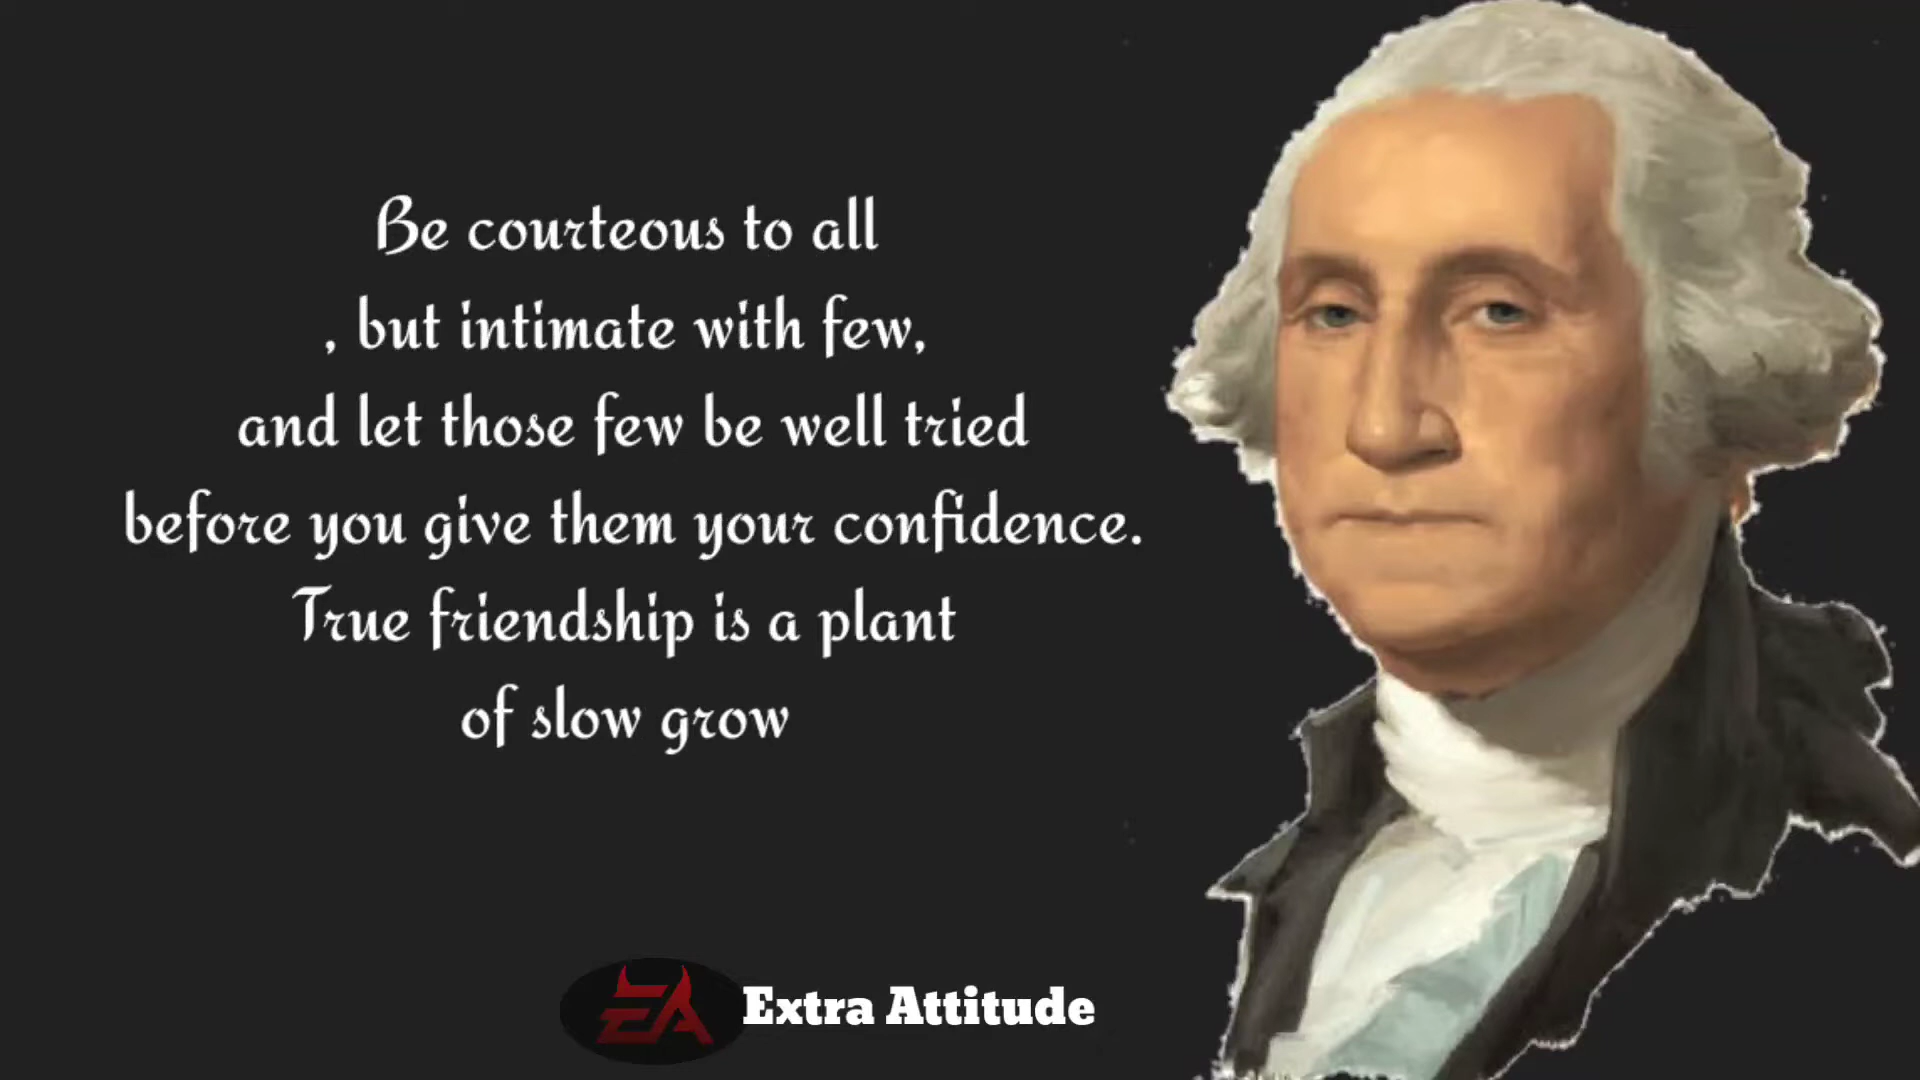 Be courteous to all
, but intimate with few,
and let those few be well tried
before you give them your confidence.
True friendship is a plant
of slow grow
EA Extra Attitude